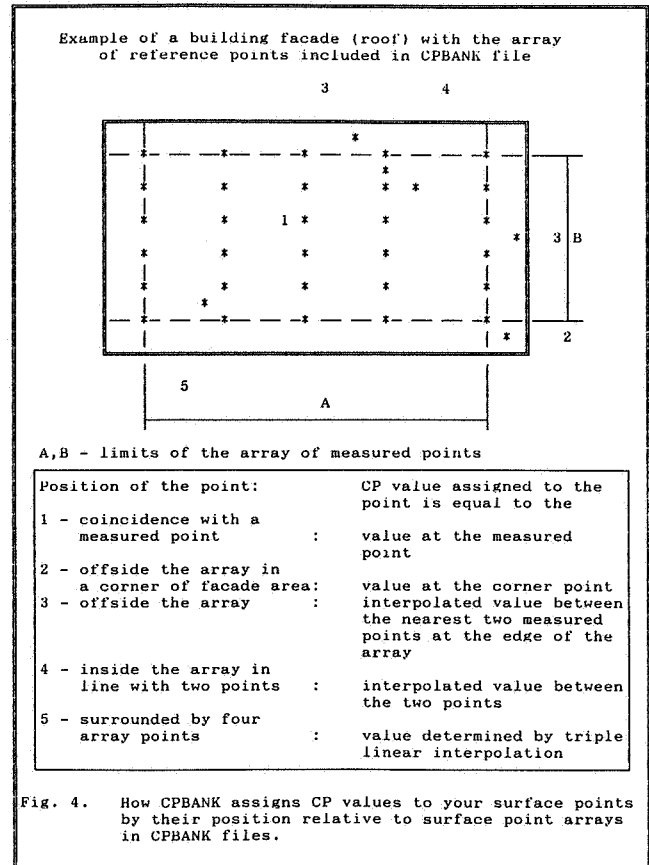 Example of a building facade (roof) with the array
of reference points included in CPBANK file
3 4
*
* * * * *
*
* * * * * *
* * 1 * * *
* 3 B
* * * * *
* * * * *
*
* * * * *
* 2
5
A
A,B - limits of the array of measured points
Position of the point: CP value assigned to the
point is equal to the
1 - coincidence with a
measured point : value at the measured
point
2 - offside the array in
a corner of facade area: value at the corner point
3 - offside the array : interpolated value between
the nearest two measured
points at the edge of the
array
4 - inside the array in
line with two points : interpolated value between
the two points
5 - surrounded by four
array points : value determined by triple
linear interpolation
Fig. 4. How CPBANK assigns CP values to your surface points
by their position relative to surface point arrays
in CPBANK files.